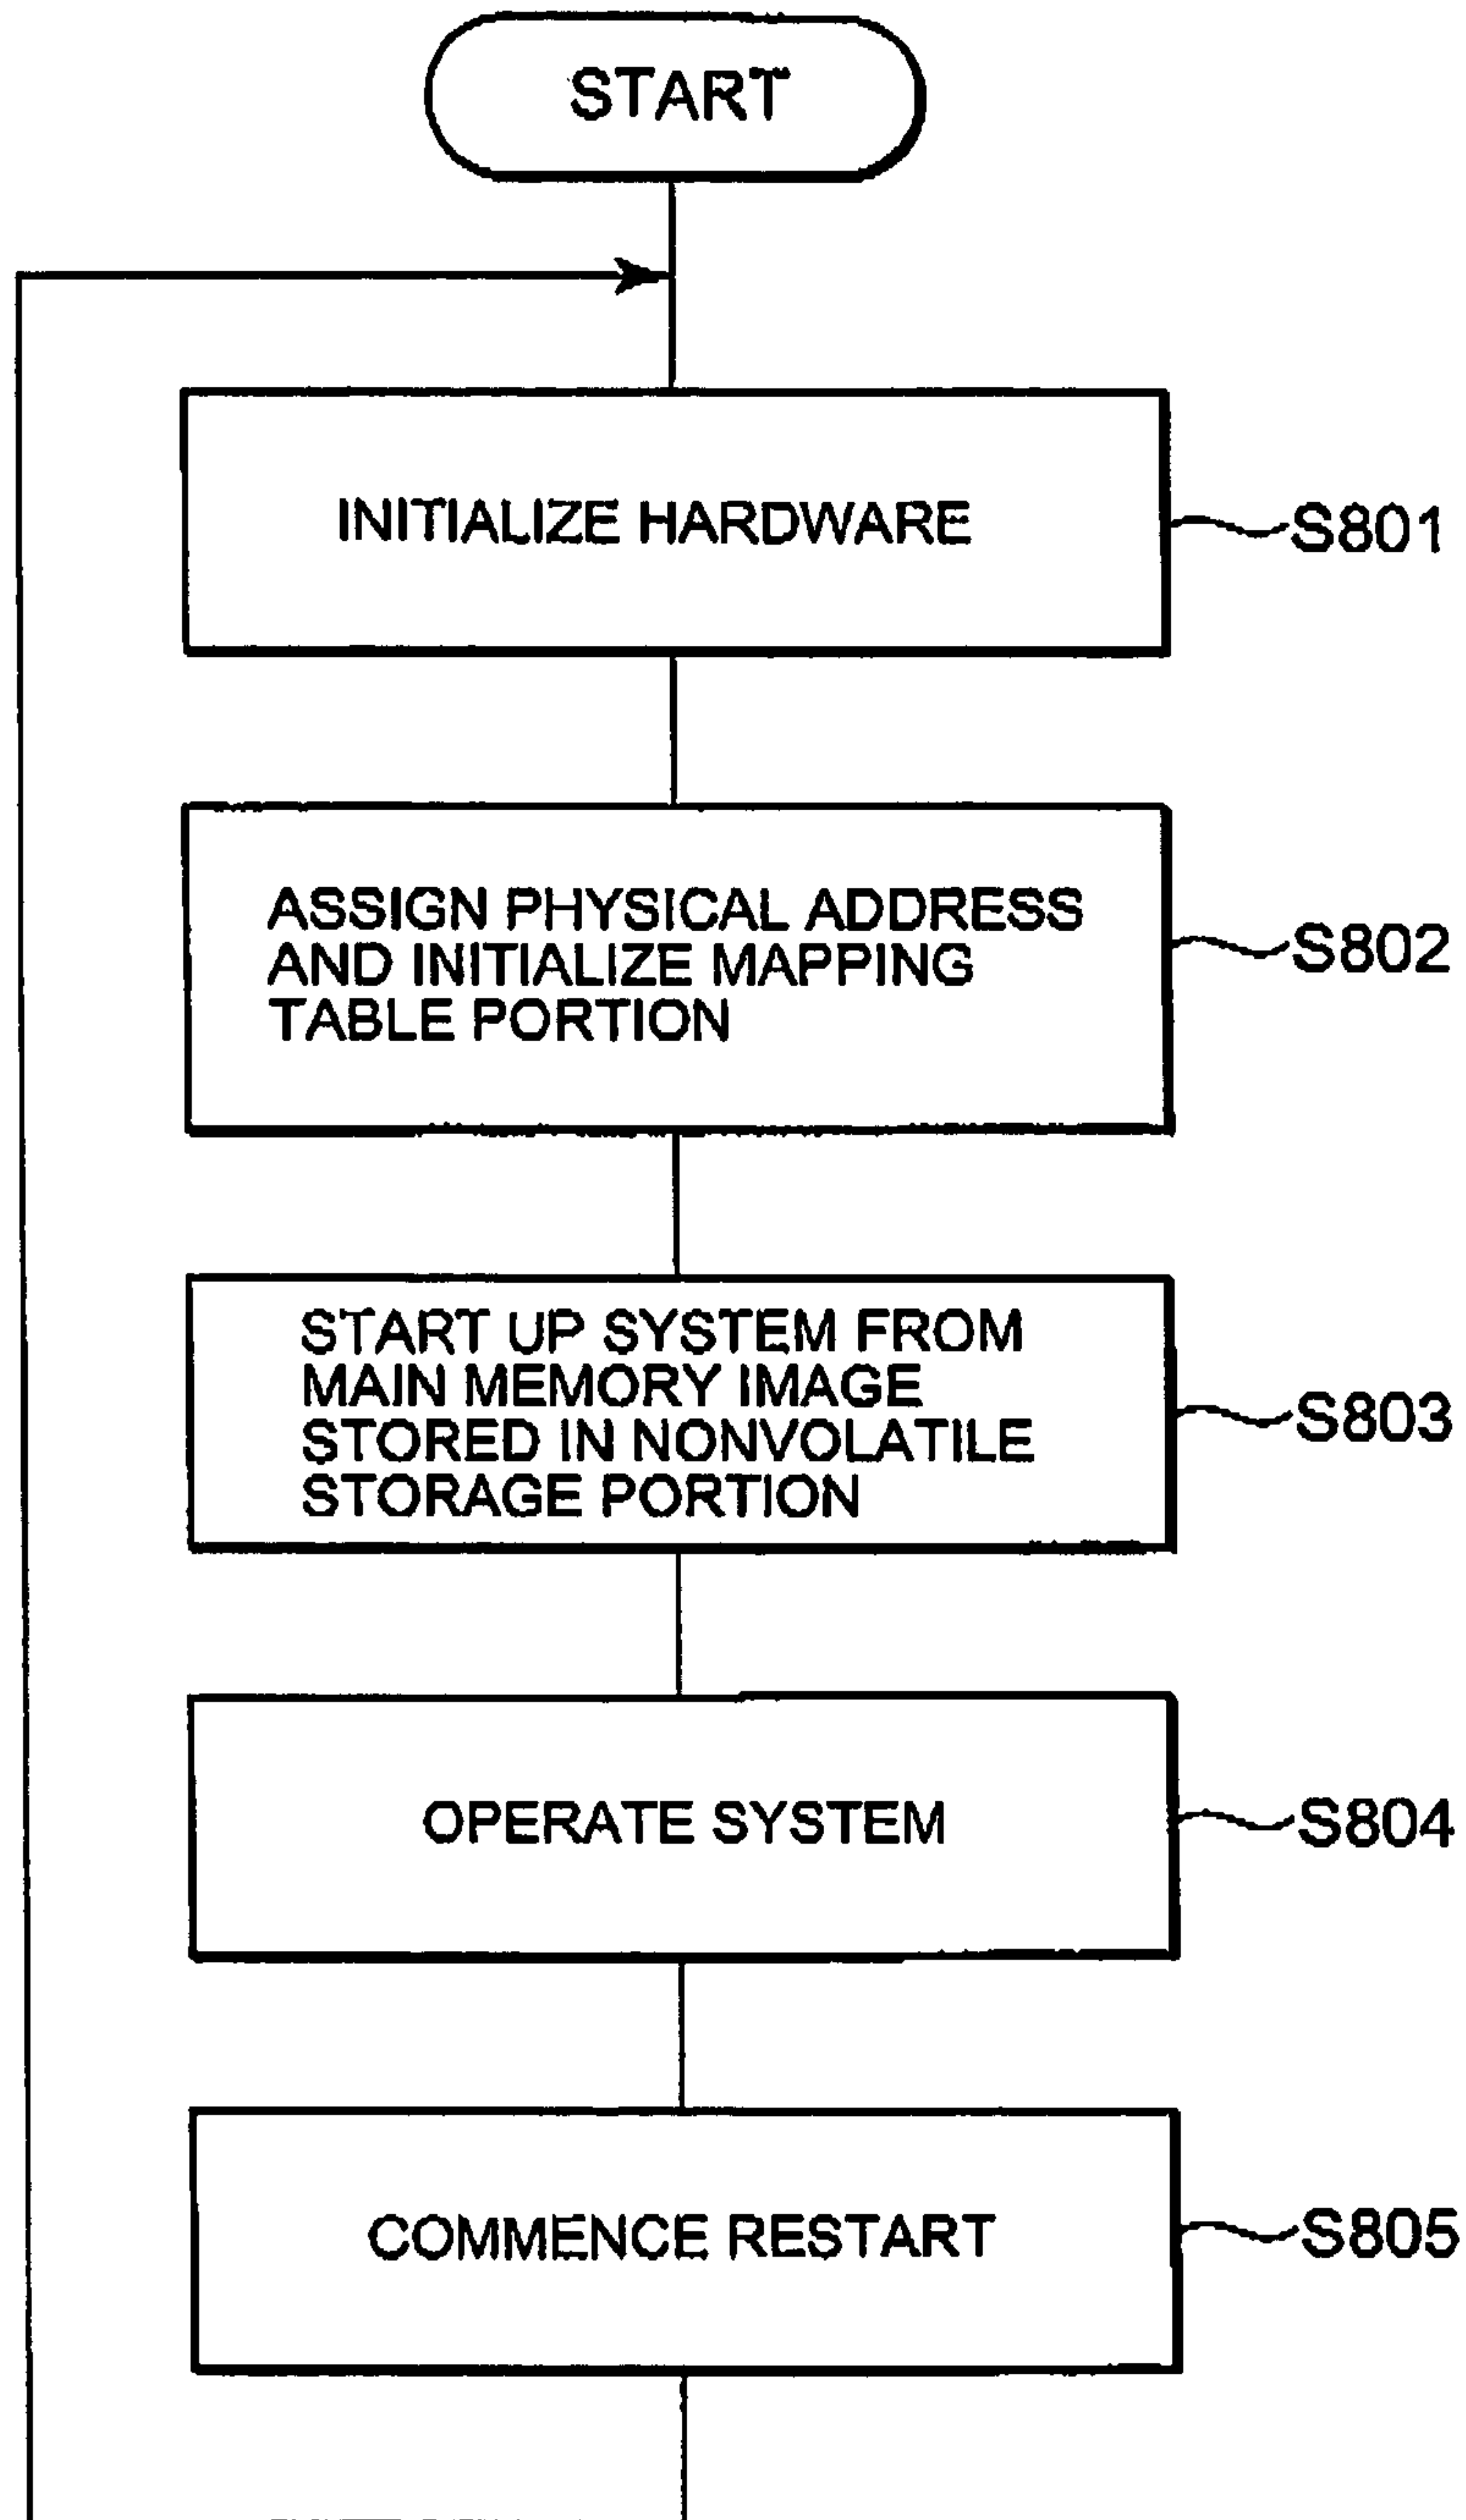 START
INITIALIZE HARDWARE
S801
ASSIGN PHYSICAL ADDRESS
AND INITIALIZE MAPPING
TABLE PORTION
S802
START UP SYSTEM FROM
MAIN MEMORY IMAGE
STORED IN NONVOLATILE
STORAGE PORTION
S803
OPERATE SYSTEM
S804
COMMENCE RESTART
S805